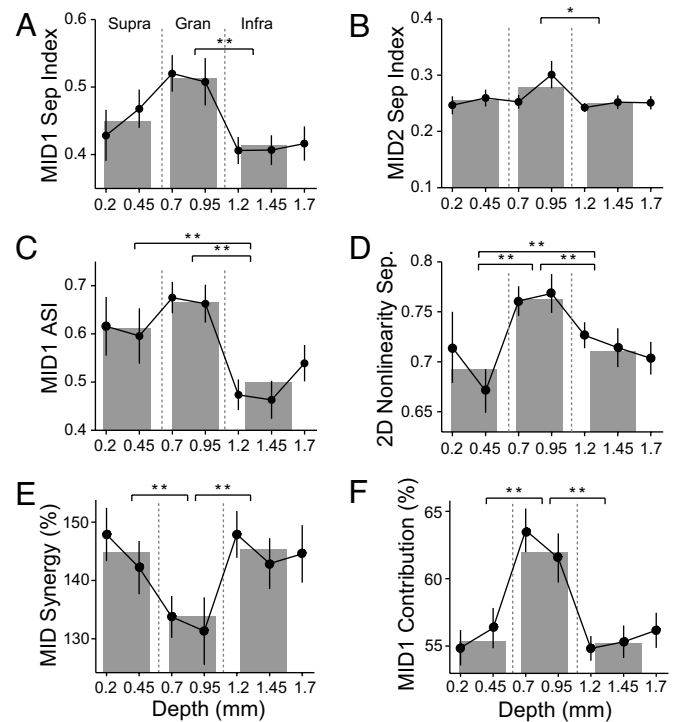 A
Supra Gran Infra
**
MID1 Sep Index
0.6
0.5
0.4
0.2 0.45 0.7 0.95 1.2 1.45 1.7
B
*
MID2 Sep Index
0.4
0.3
0.2
0.1
0.2 0.45 0.7 0.95 1.2 1.45 1.7
C
**
**
MID1 ASI
0.7
0.6
0.5
0.4
0.2 0.45 0.7 0.95 1.2 1.45 1.7
D
**
** **
2D Nonlinearity Sep.
0.8
0.75
0.7
0.65
0.2 0.45 0.7 0.95 1.2 1.45 1.7
E
** **
MID Synergy (%)
150
140
130
0.2 0.45 0.7 0.95 1.2 1.45 1.7
Depth (mm)
F
** **
MID1 Contribution (%)
65
60
55
0.2 0.45 0.7 0.95 1.2 1.45 1.7
Depth (mm)